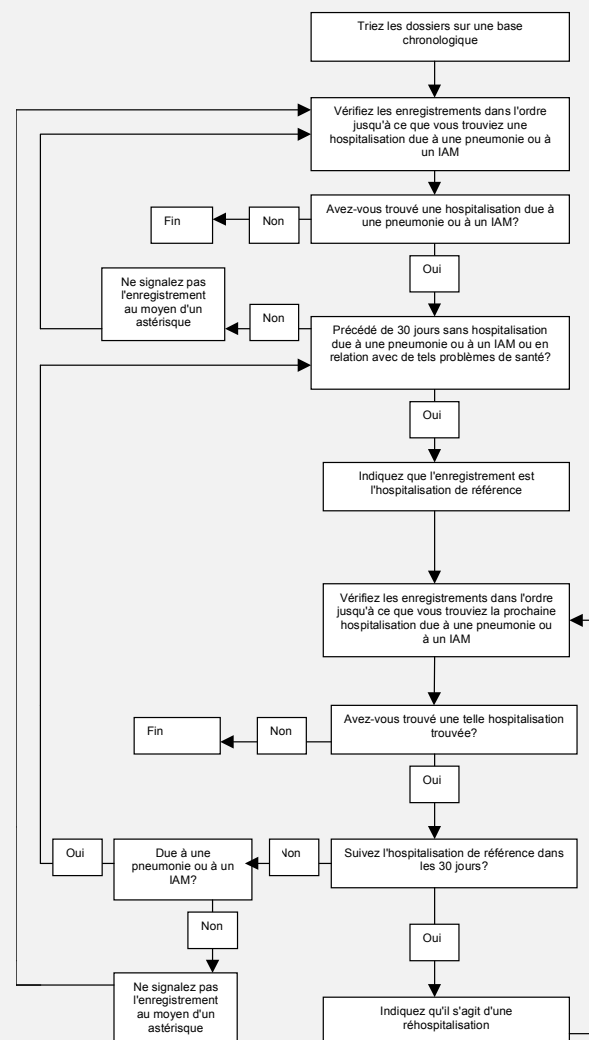 Triez les dossiers sur une base
chronologique
Vérifiez les enregistrements dans l'ordre
jusqu'à ce que vous trouviez une
hospitalisation due à une pneumonie ou à
un IAM
Avez-vous trouvé une hospitalisation due à
une pneumonie ou à un IAM?
Non
Fin
Oui
Ne signalez pas
l'enregistrement
au moyen d'un
astérisque
Non
Précédé de 30 jours sans hospitalisation
due à une pneumonie ou à un IAM ou en
relation avec de tels problèmes de santé?
Oui
Indiquez que l'enregistrement est
l'hospitalisation de référence
Vérifiez les enregistrements dans l'ordre
jusqu'à ce que vous trouviez la prochaine
hospitalisation due à une pneumonie ou
à un IAM
Avez-vous trouvé une telle hospitalisation
trouvée?
Non
Fin
Oui
Suivez l'hospitalisation de référence dans
les 30 jours?
Non
Due à une
pneumonie ou à un
IAM?
Oui
Non
Ne signalez pas
l'enregistrement
au moyen d'un
astérisque
Oui
Indiquez qu'il s'agit d'une
réhospitalisation